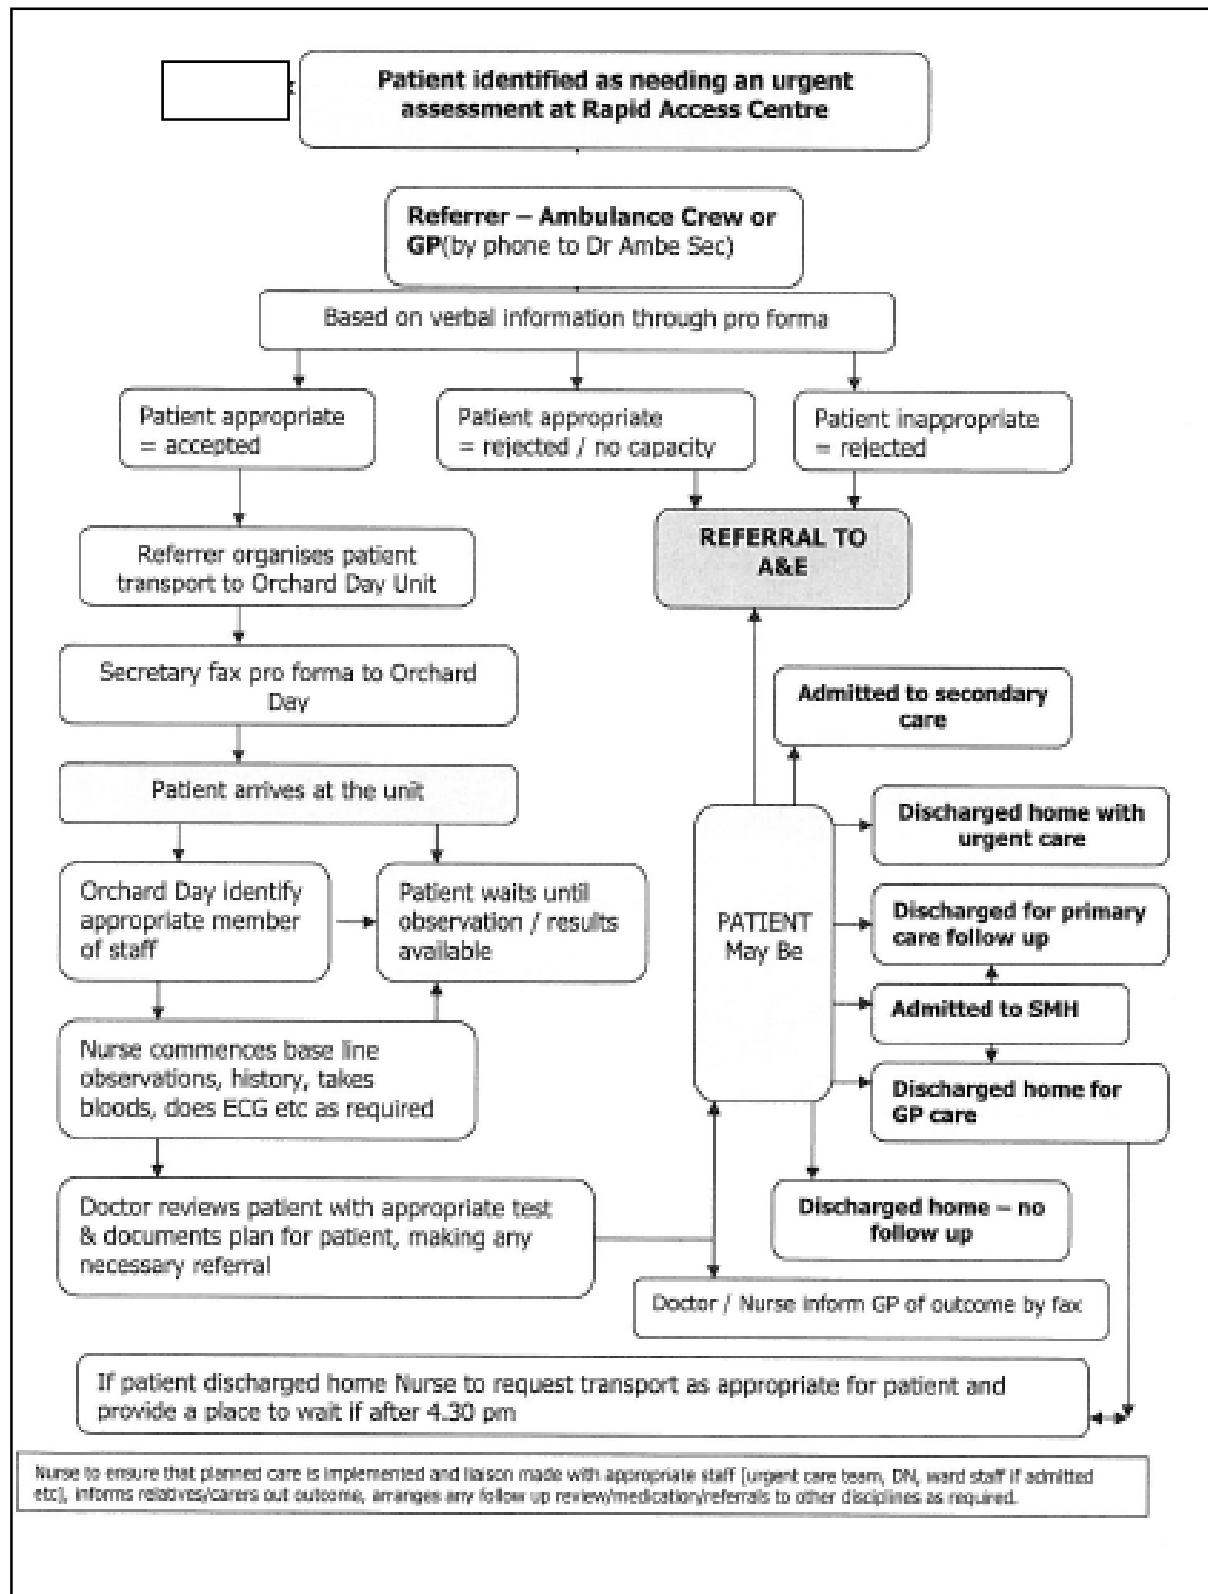 Patient identified as needing an urgent
assessment at Rapid Access Centre
Referrer – Ambulance Crew or
GP(by phone to Dr Ambe Sec)
Based on verbal information through pro forma
Patient appropriate
= accepted
Patient appropriate
= rejected / no capacity
Patient inappropriate
= rejected
Referrer organises patient
transport to Orchard Day Unit
REFERRAL TO
A&E
Secretary fax pro forma to Orchard
Day
Admitted to secondary
care
Patient arrives at the unit
Discharged home with
urgent care
Orchard Day identify
appropriate member
of staff
Patient waits until
observation / results
available
PATIENT
May Be
Discharged for primary
care follow up
Admitted to SMH
Nurse commences base line
observations, history, takes
bloods, does ECG etc as required
Discharged home for
GP care
Doctor reviews patient with appropriate test
& documents plan for patient, making any
necessary referral
Discharged home – no
follow up
Doctor / Nurse inform GP of outcome by fax
If patient discharged home Nurse to request transport as appropriate for patient and
provide a place to wait if after 4.30 pm
Nurse to ensure that planned care is implemented and liaison made with appropriate staff [urgent care team, DN, ward staff if admitted
etc], informs relatives/carers out outcome, arranges any follow up review/medication/referrals to other disciplines as required.